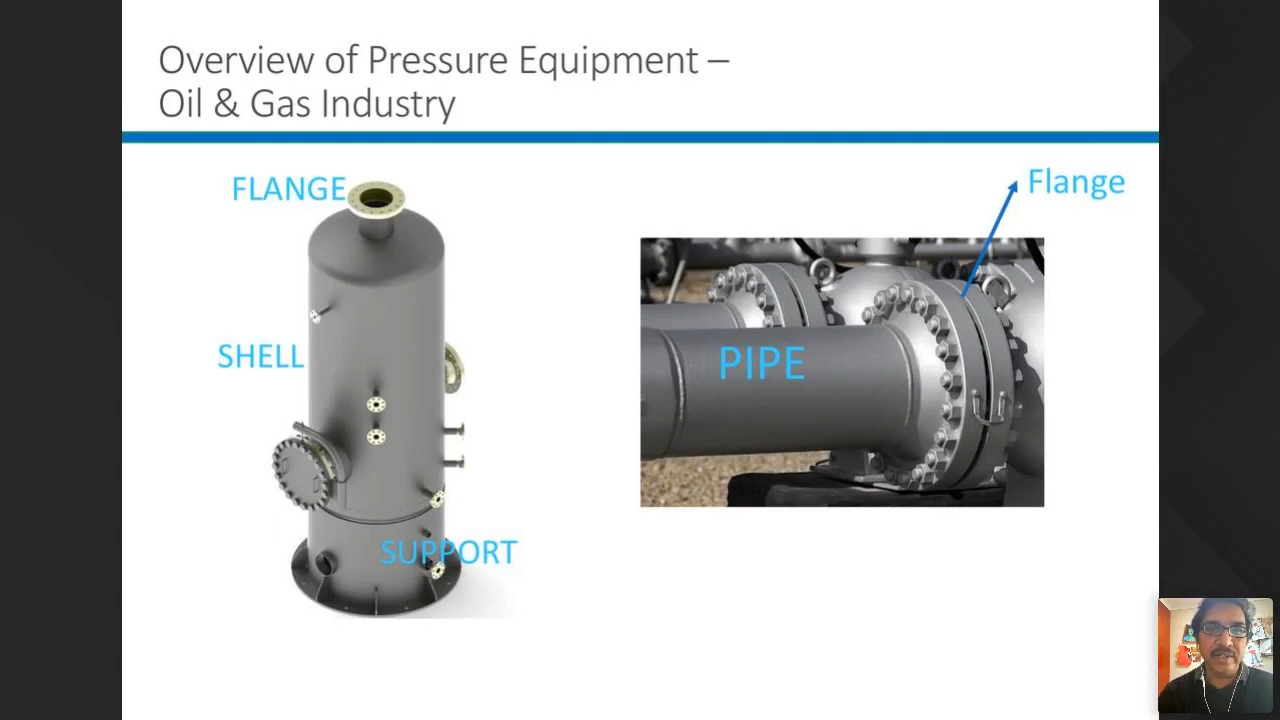 Overview of Pressure Equipment –
Oil & Gas Industry
FLANGE
Flange
SHELL
PIPE
SUPPORT